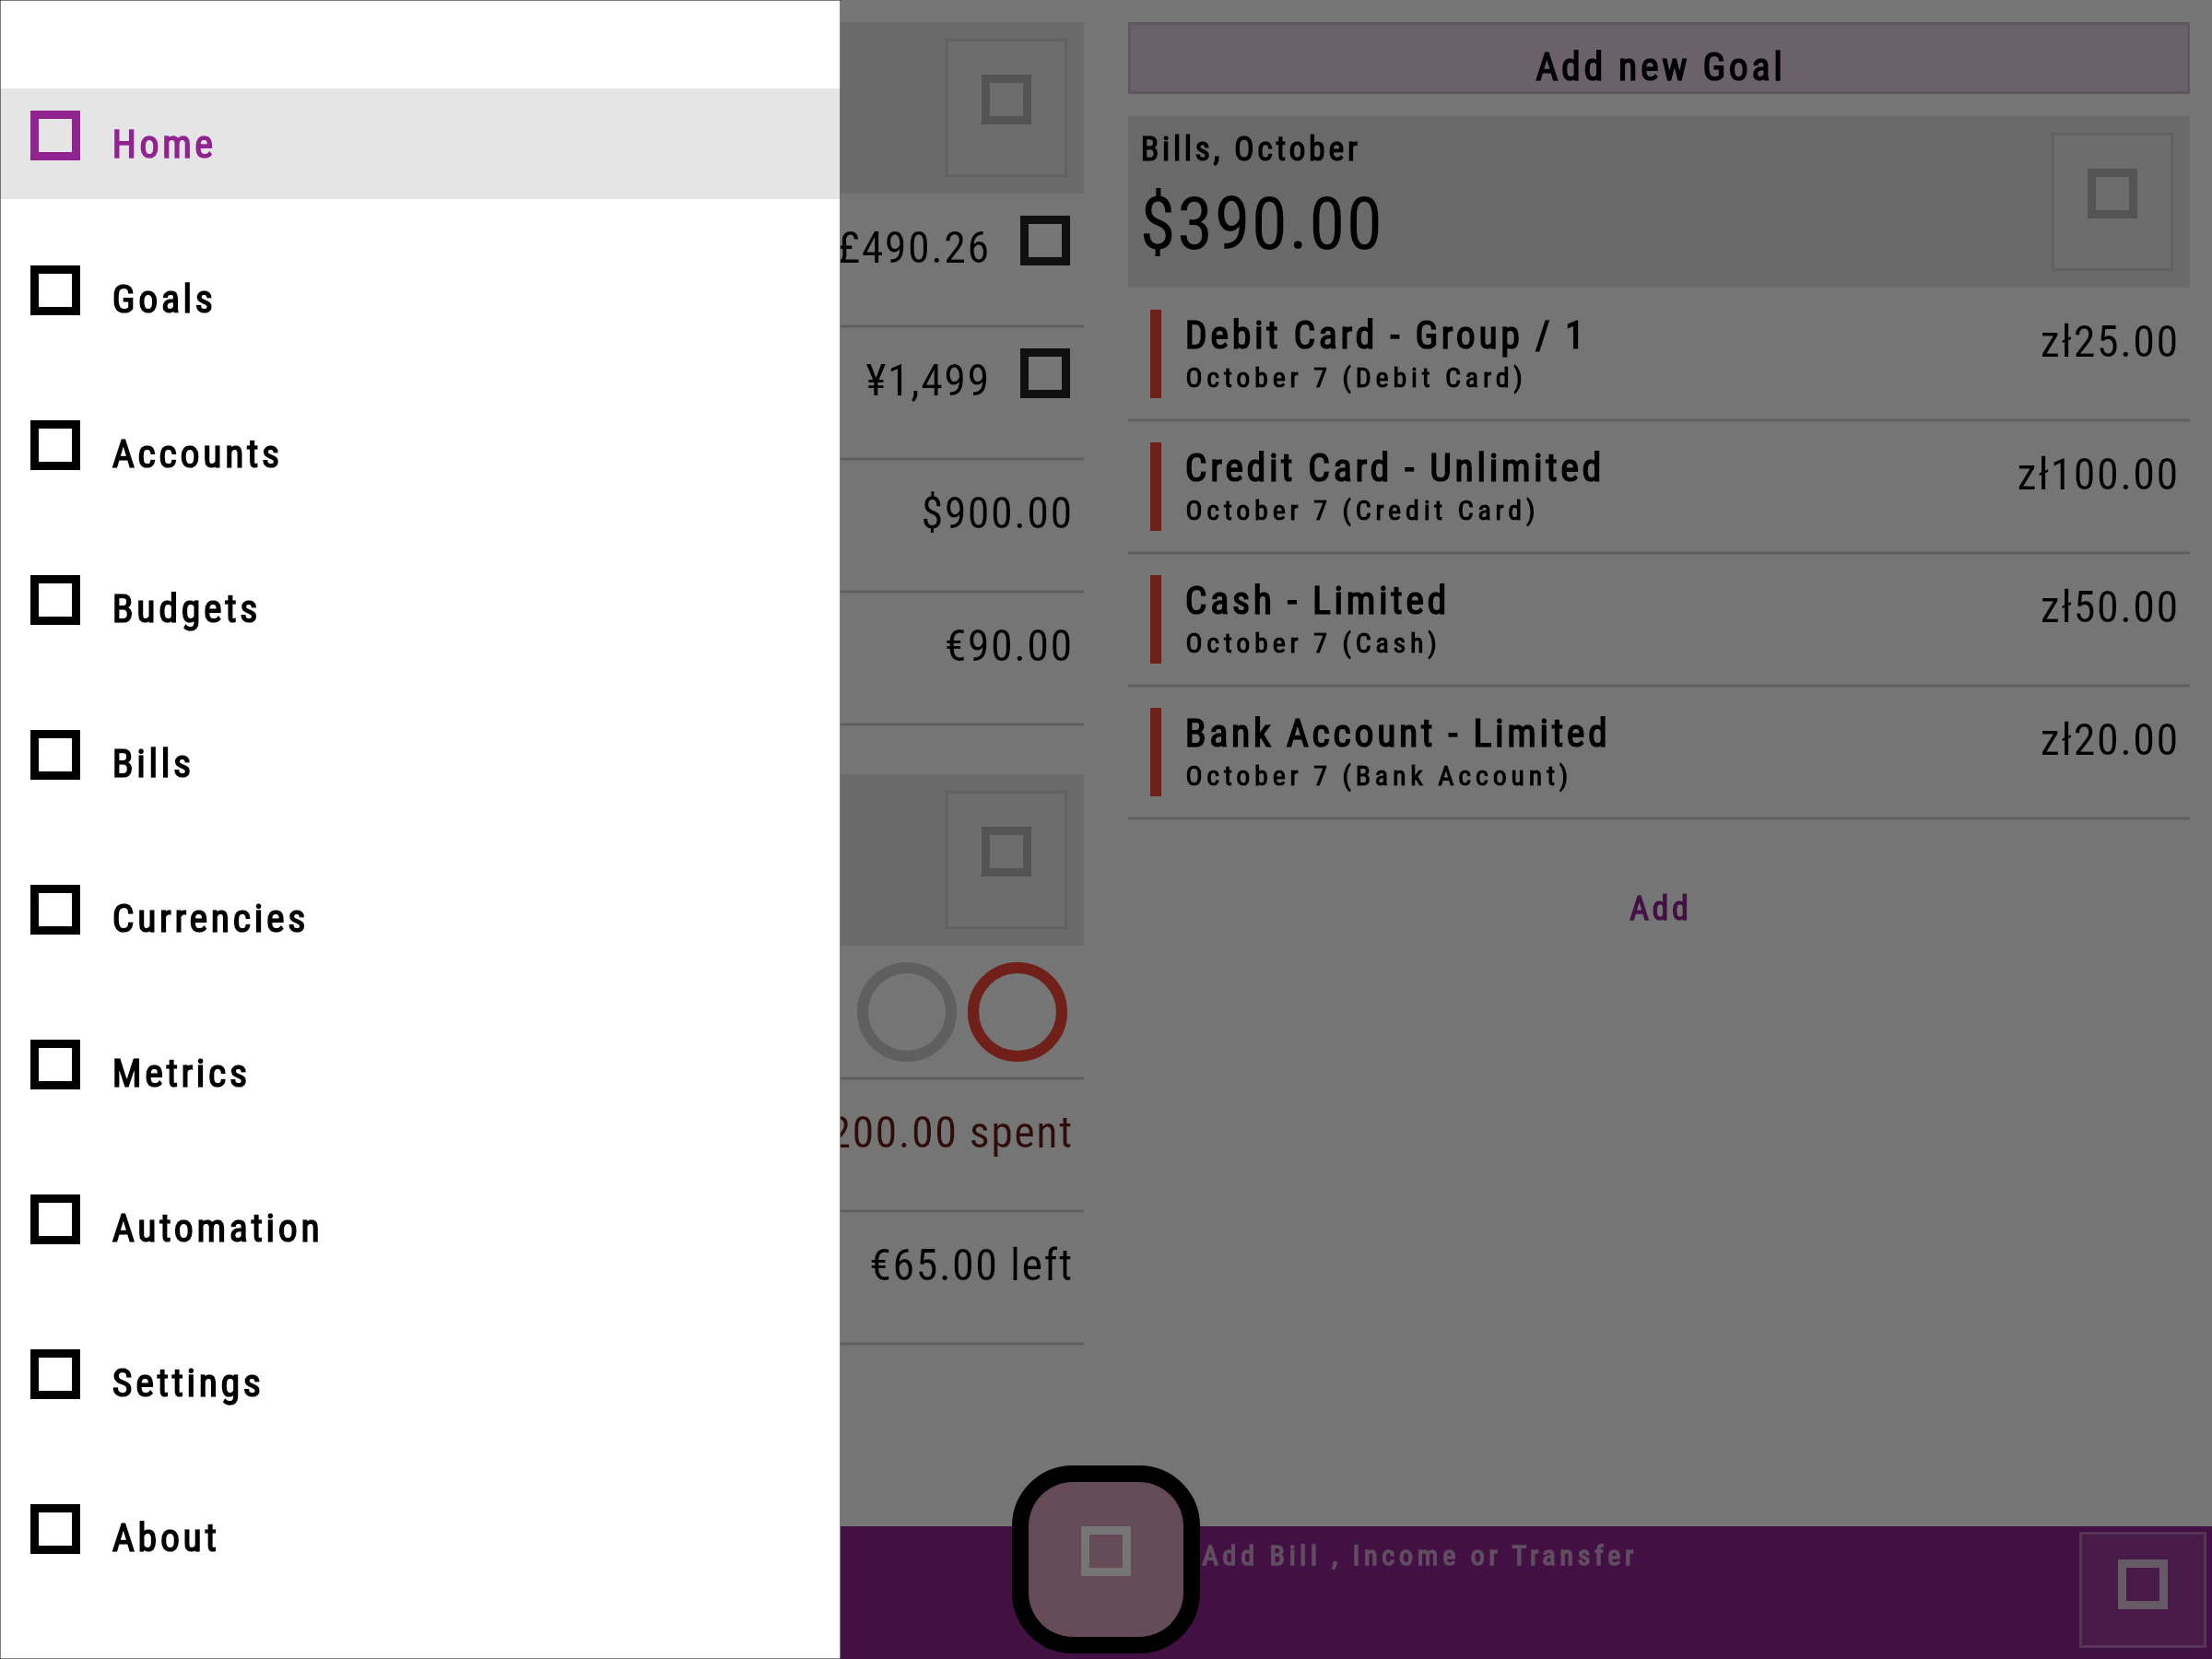 Home
Goals
Accounts
Budgets
Bills
Currencies
Metrics
Automation
Settings
About
£490.26
¥1,499
$900.00
€90.00
200.00 spent
€65.00 left
Add new Goal
Bills, October
$390.00
Debit Card - Group / 1
zł25.00
October 7 (Debit Card)
Credit Card - Unlimited
zł100.00
October 7 (Credit Card)
Cash - Limited
zł50.00
October 7 (Cash)
Bank Account - Limited
zł20.00
October 7 (Bank Account)
Add
Add Bill , Income or Transfer